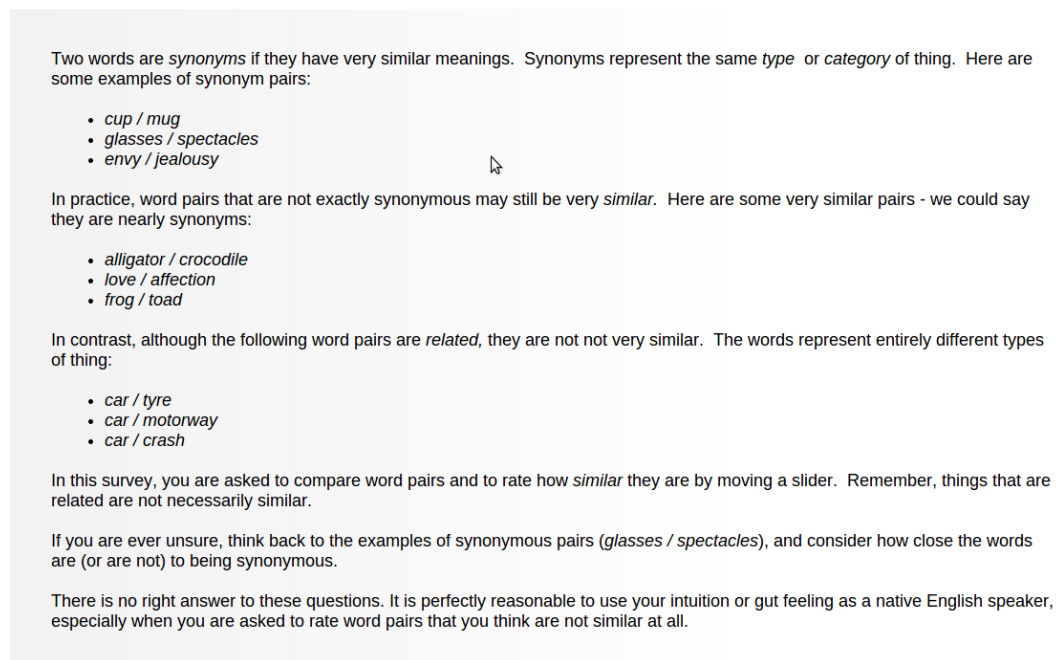 Two words are synonyms if they have very similar meanings.  Synonyms represent the same type  or category of thing.  Here are
some examples of synonym pairs:
• cup / mug
• glasses / spectacles
• envy / jealousy
In practice, word pairs that are not exactly synonymous may still be very similar.  Here are some very similar pairs - we could say
they are nearly synonyms:
• alligator / crocodile
• love / affection
• frog / toad
In contrast, although the following word pairs are related, they are not not very similar.  The words represent entirely different types
of thing:
• car / tyre
• car / motorway
• car / crash
In this survey, you are asked to compare word pairs and to rate how similar they are by moving a slider.  Remember, things that are
related are not necessarily similar.
If you are ever unsure, think back to the examples of synonymous pairs (glasses / spectacles), and consider how close the words
are (or are not) to being synonymous.
There is no right answer to these questions. It is perfectly reasonable to use your intuition or gut feeling as a native English speaker,
especially when you are asked to rate word pairs that you think are not similar at all.